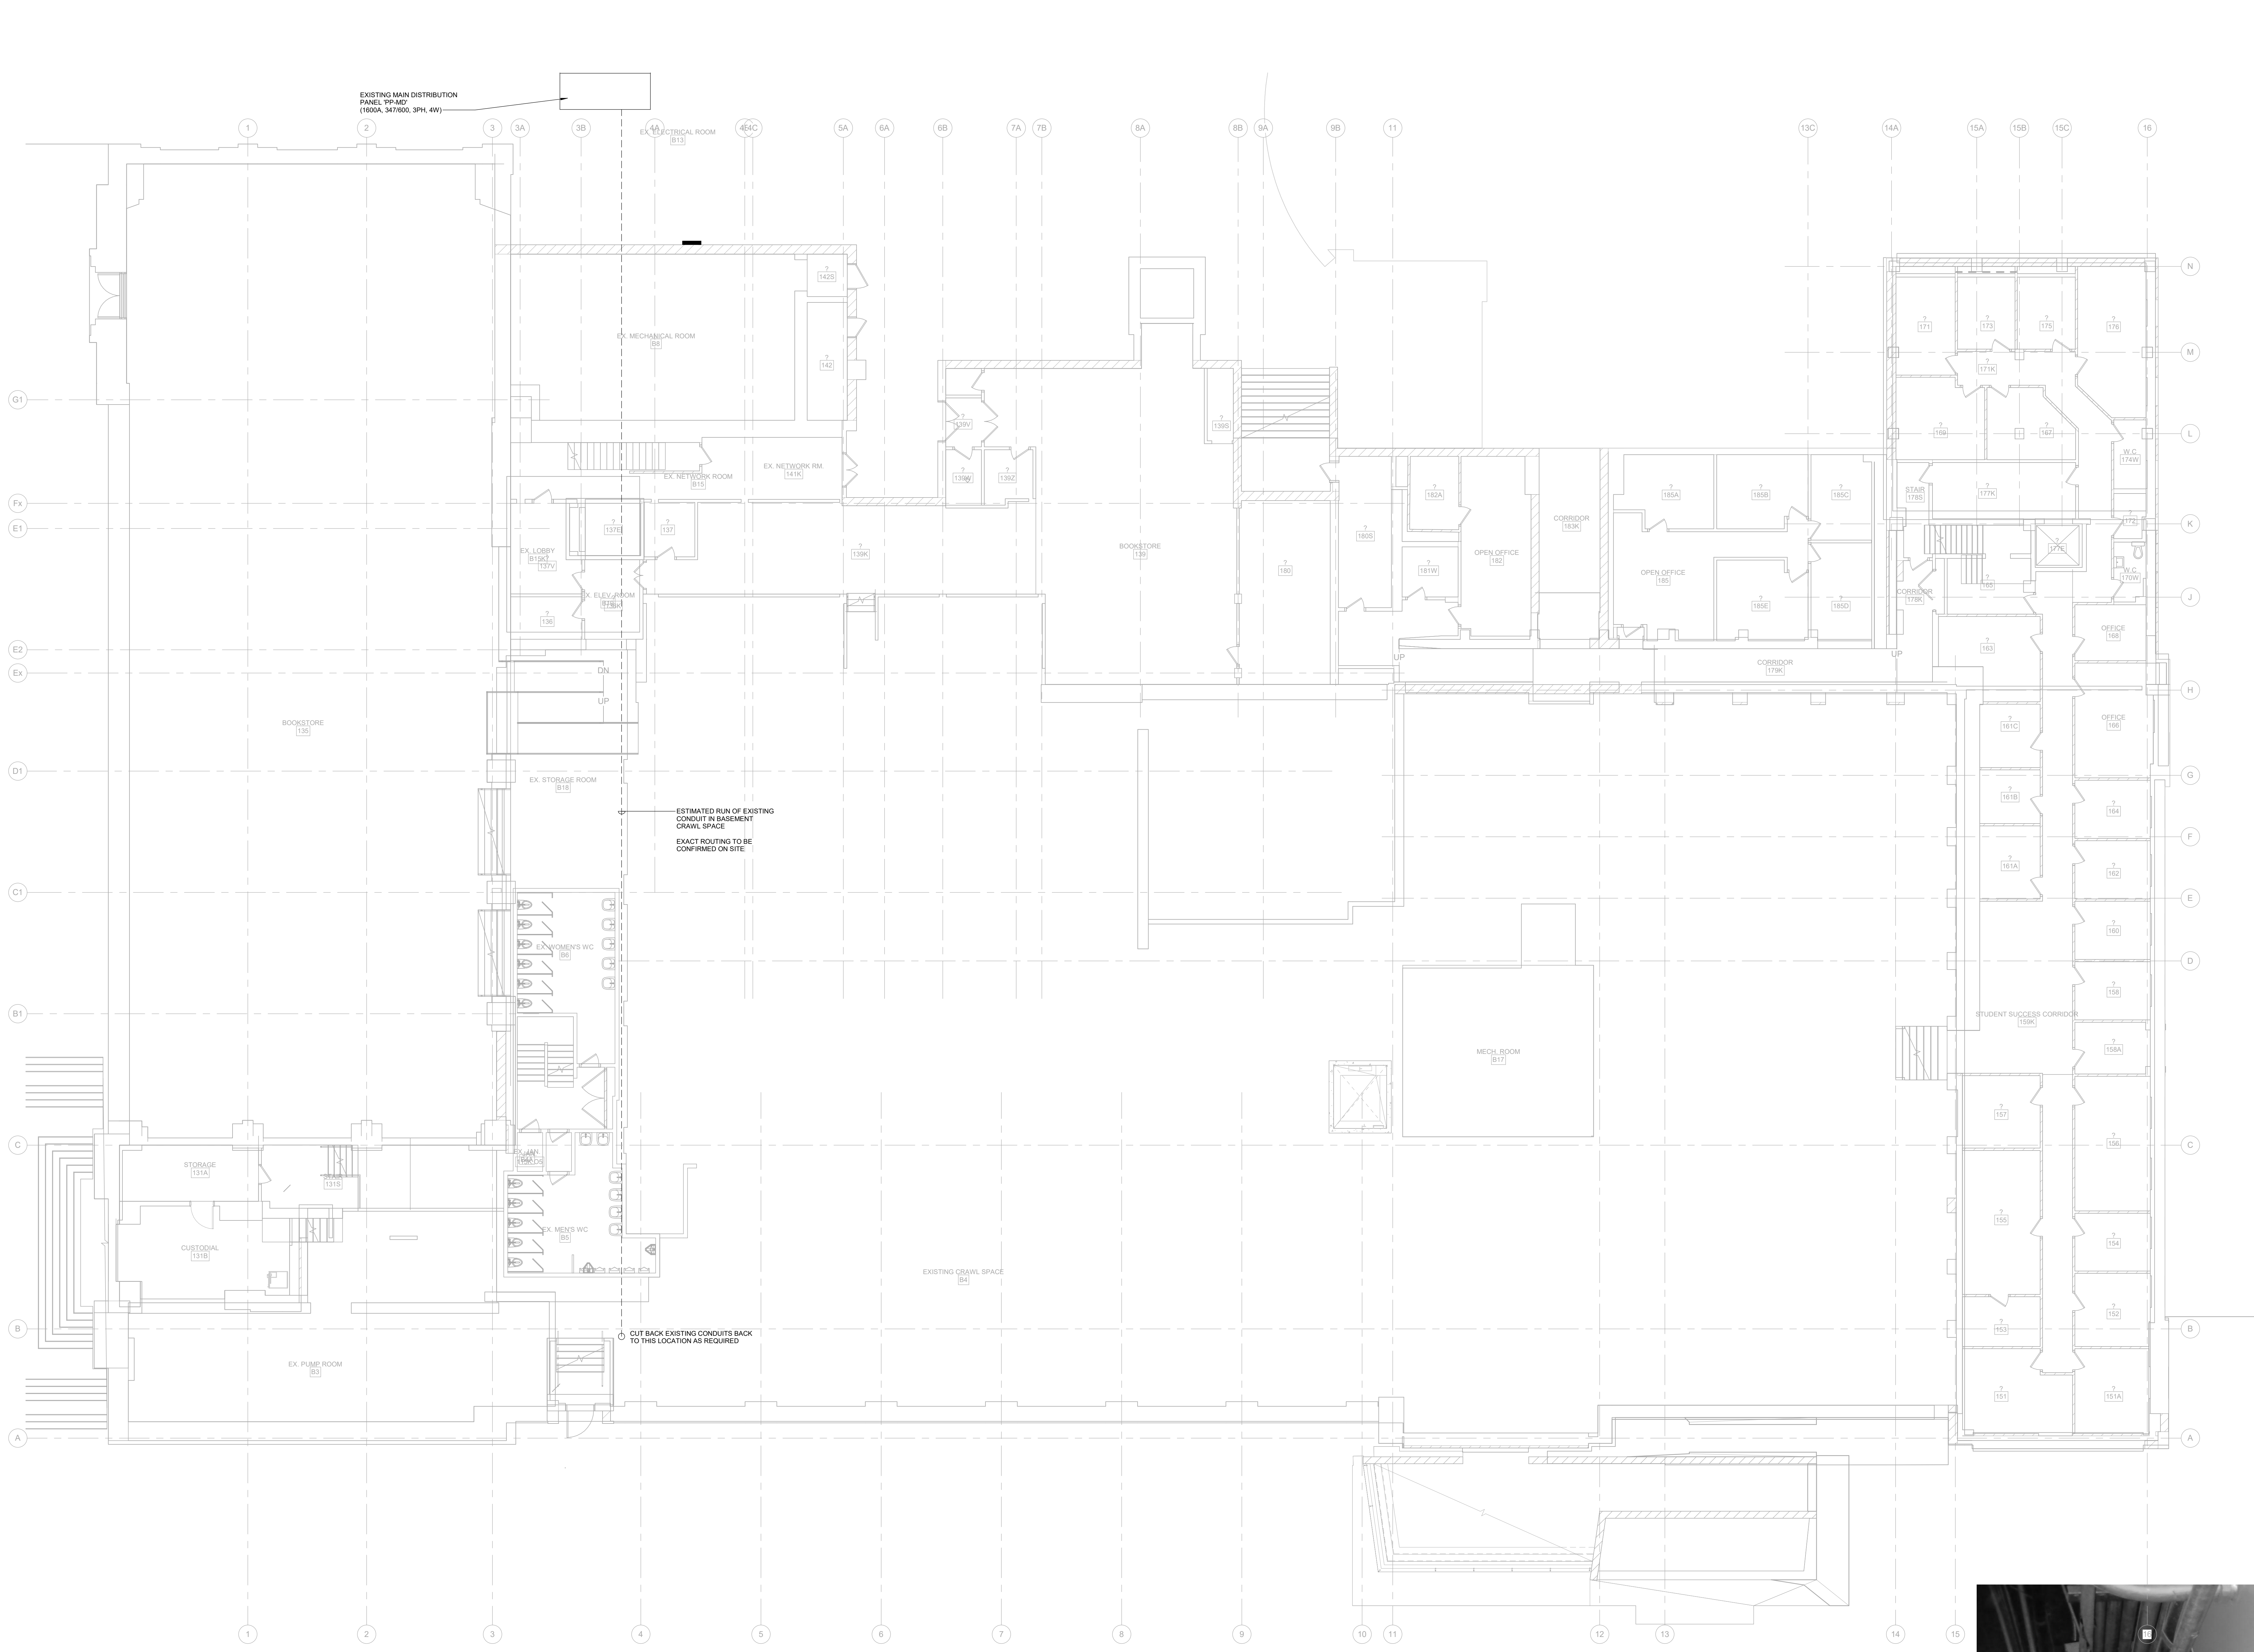 EXISTING MAIN DISTRIBUTION
PANEL 'PP-MD'
(1600A, 347/600, 3PH, 4W)
1
2
3
3A
3B
4A
4C
5A
6A
6B
7A
7B
8A
8B
9A
9B
11
13C
14A
15A
15B
15C
16
EX. ELECTRICAL ROOM
B13
N
?
142S
?
171
?
173
?
175
?
176
EX. MECHANICAL ROOM
B8
M
?
142
?
171K
G1
?
139V
?
139S
?
169
?
167
L
W.C
174W
EX. NETWORK RM.
141K
EX. NETWORK ROOM
B15
?
139Z
?
182A
?
185A
?
185B
?
185C
STAIR
178S
?
177K
Fx
?
137E
?
137
CORRIDOR
183K
?
172
K
E1
EX. LOBBY
137V
?
139K
BOOKSTORE
139
?
180S
?
180
OPEN OFFICE
182
?
181W
OPEN OFFICE
185
?
177E
W.C
170W
CORRIDOR
178K
J
?
136
?
185E
?
185D
OFFICE
168
?
163
E2
UP
UP
CORRIDOR
179K
Ex
DN
UP
H
BOOKSTORE
135
?
161C
OFFICE
166
D1
G
EX. STORAGE ROOM
B18
?
161B
?
164
ESTIMATED RUN OF EXISTING
CONDUIT IN BASEMENT
CRAWL SPACE
EXACT ROUTING TO BE
CONFIRMED ON SITE
F
?
161A
?
162
C1
E
?
160
EX. WOMEN'S WC
B6
D
?
158
B1
STUDENT SUCCESS CORRIDOR
159K
MECH. ROOM
B17
?
158A
?
157
?
156
C
C
STORAGE
131A
131S
?
155
EX. MEN'S WC
B5
CUSTODIAL
131B
?
154
EXISTING CRAWL SPACE
B4
?
152
?
153
B
CUT BACK EXISTING CONDUITS BACK
TO THIS LOCATION AS REQUIRED
B
EX. PUMP ROOM
B3
?
151
?
151A
A
A
1
2
3
4
5
6
7
8
9
10
11
12
13
14
15
16